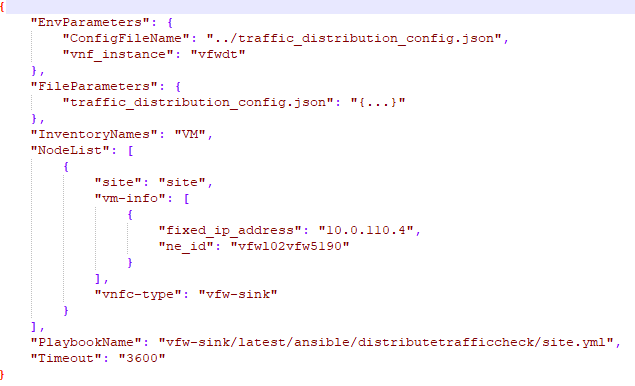 {
    "EnvParameters": {
        "ConfigFileName": "../traffic_distribution_config.json",
        "vnf_instance": "vfwdt"
    },
    "FileParameters": {
        "traffic_distribution_config.json": "{...}"
    },
    "InventoryNames": "VM",
    "NodeList": [
        {
            "site": "site",
            "vm-info": [
                {
                    "fixed_ip_address": "10.0.110.4",
                    "ne_id": "vfw102vfw5190"
                }
            ],
            "vnfc-type": "vfw-sink"
        }
    ],
    "PlaybookName": "vfw-sink/latest/ansible/distributetrafficcheck/site.yml",
    "Timeout": "3600"
}